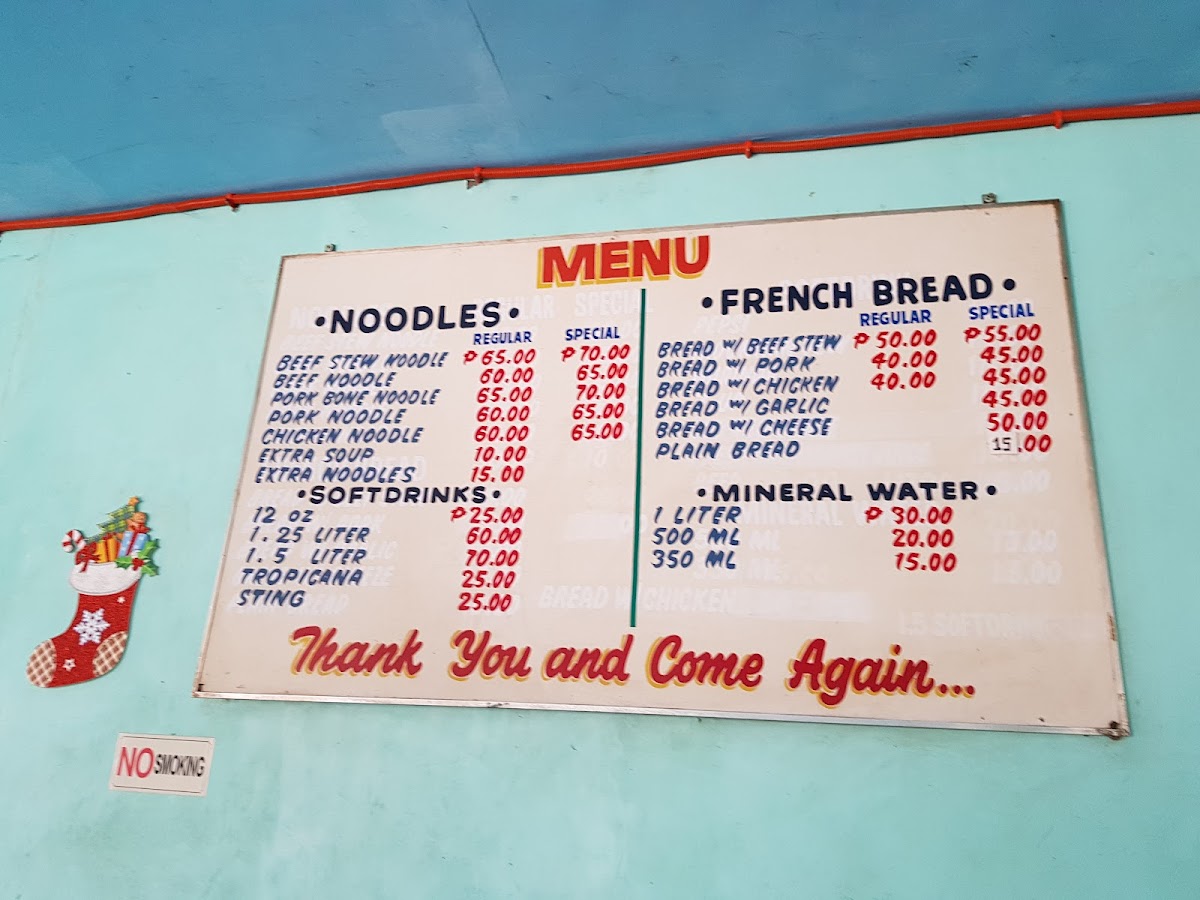 MENU
• NOODLES •
REGULAR SPECIAL
BEEF STEW NOODLE ₱65.00 ₱70.00
BEEF NOODLE 60.00 65.00
PORK BONE NOODLE 65.00 70.00
PORK NOODLE 60.00 65.00
CHICKEN NOODLE 60.00 65.00
EXTRA SOUP 10.00
EXTRA NOODLES 15.00
• SOFTDRINKS •
12 OZ ₱25.00
1.25 LITER 60.00
1.5 LITER 70.00
TROPICANA 25.00
STING 25.00
• FRENCH BREAD •
REGULAR SPECIAL
BREAD W/ BEEF STEW ₱50.00 ₱55.00
BREAD W/ PORK 40.00 45.00
BREAD W/ CHICKEN 40.00 45.00
BREAD W/ GARLIC 45.00
BREAD W/ CHEESE 50.00
PLAIN BREAD 15.00
• MINERAL WATER •
1 LITER ₱30.00
500 ML 20.00
350 ML 15.00
Thank You and Come Again...
NO SMOKING